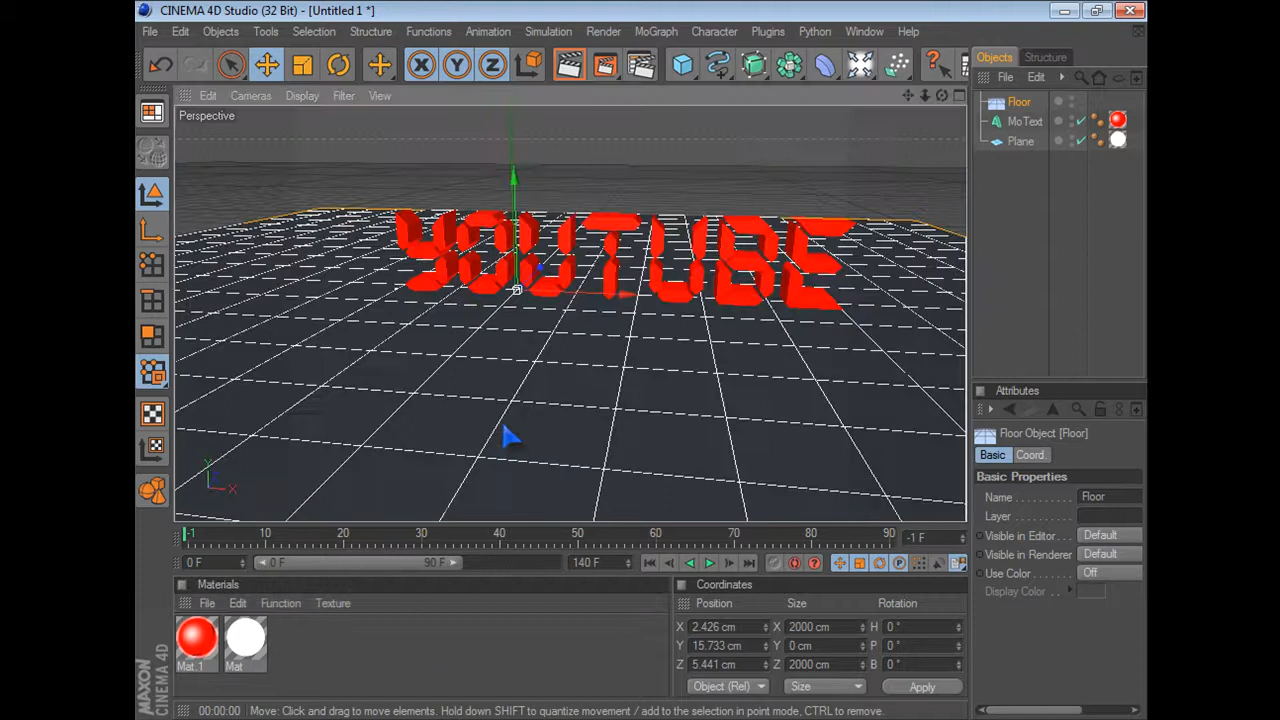 CINEMA 4D Studio (32 Bit) - [Untitled 1 *]
File Edit Objects Tools Selection Structure Functions Animation Simulation Render MoGraph Character Plugins Python Window Help
X Y Z
Objects Structure
File Edit
Edit Cameras Display Filter View
Perspective
Floor
MoText
Plane
YOUTUBE
Y
X
Attributes
Floor Object [Floor]
Basic Coord.
Basic Properties
Name Floor
Layer
Visible in Editor Default
Visible in Renderer Default
Use Color Off
Display Color
-1 10 20 30 40 50 60 70 80 90 -1 F
0 F 0 F 90 F 140 F
Materials
File Edit Function Texture
Mat.1 Mat
Coordinates
Position Size Rotation
X 2.426 cm X 2000 cm H 0 °
Y 15.733 cm Y 0 cm P 0 °
Z 5.441 cm Z 2000 cm B 0 °
Object (Rel) Size Apply
MAXON
CINEMA 4D
00:00:00 Move: Click and drag to move elements. Hold down SHIFT to quantize movement / add to the selection in point mode, CTRL to remove.